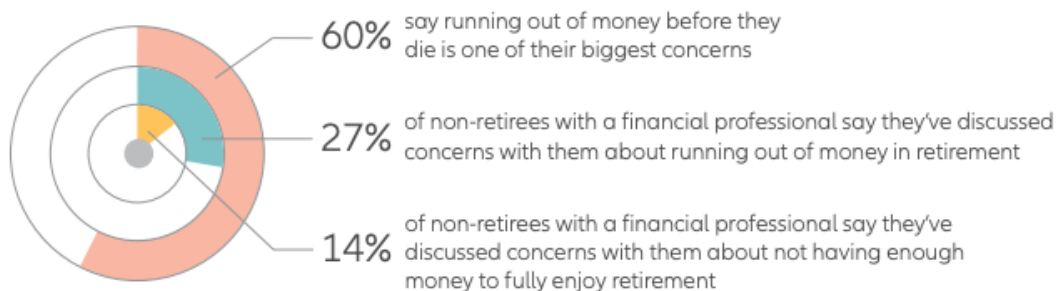 60% say running out of money before they
die is one of their biggest concerns
27% of non-retirees with a financial professional say they've discussed
concerns with them about running out of money in retirement
14% of non-retirees with a financial professional say they've
discussed concerns with them about not having enough
money to fully enjoy retirement